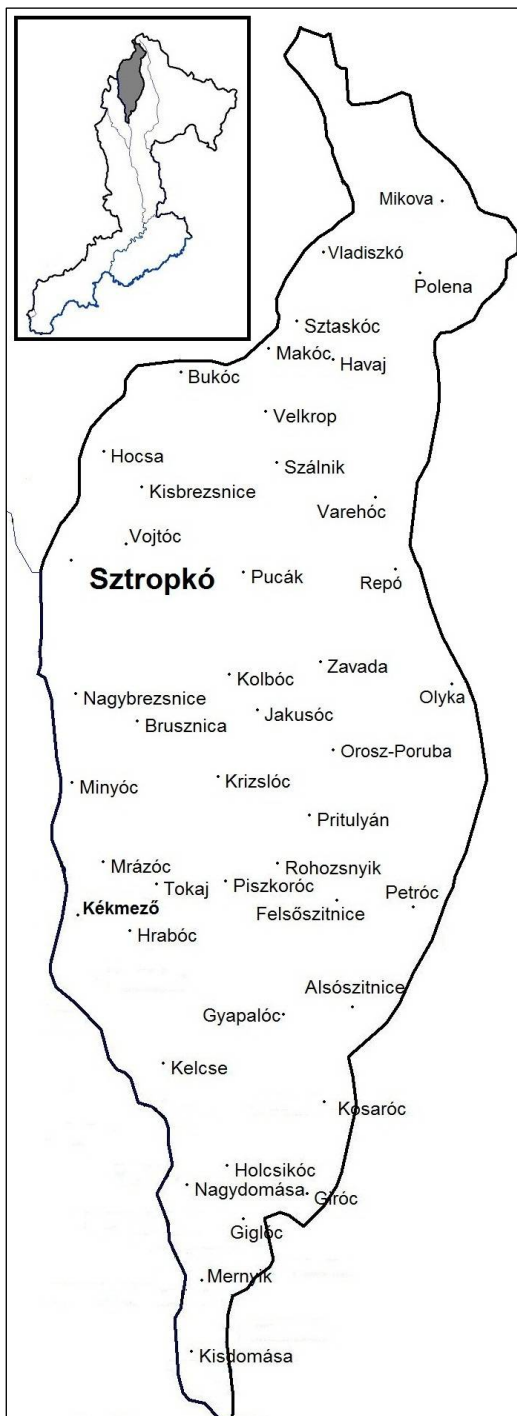 Mikova
Vladiszkó
Polena
Sztaskóc
Makóc
Havaj
Bukóc
Velkrop
Hocsa
Szálnik
Kisbrezsnice
Varehóc
Vojtóc
Sztropkó
Pucák
Repó
Zavada
Kolbóc
Olyka
Nagybrezsnice
Jakusóc
Brusznica
Orosz-Poruba
Minyóc
Krizslóc
Pritulyán
Mrázóc
Rohozsnyik
Tokaj
Piszkoróc
Petróc
Kékmező
Felsőszitnice
Hrabóc
Alsószitnice
Gyapalóc
Kelcse
Kosaróc
Holcsikóc
Nagydomása
Giróc
Giglóc
Mernyik
Kisdomása